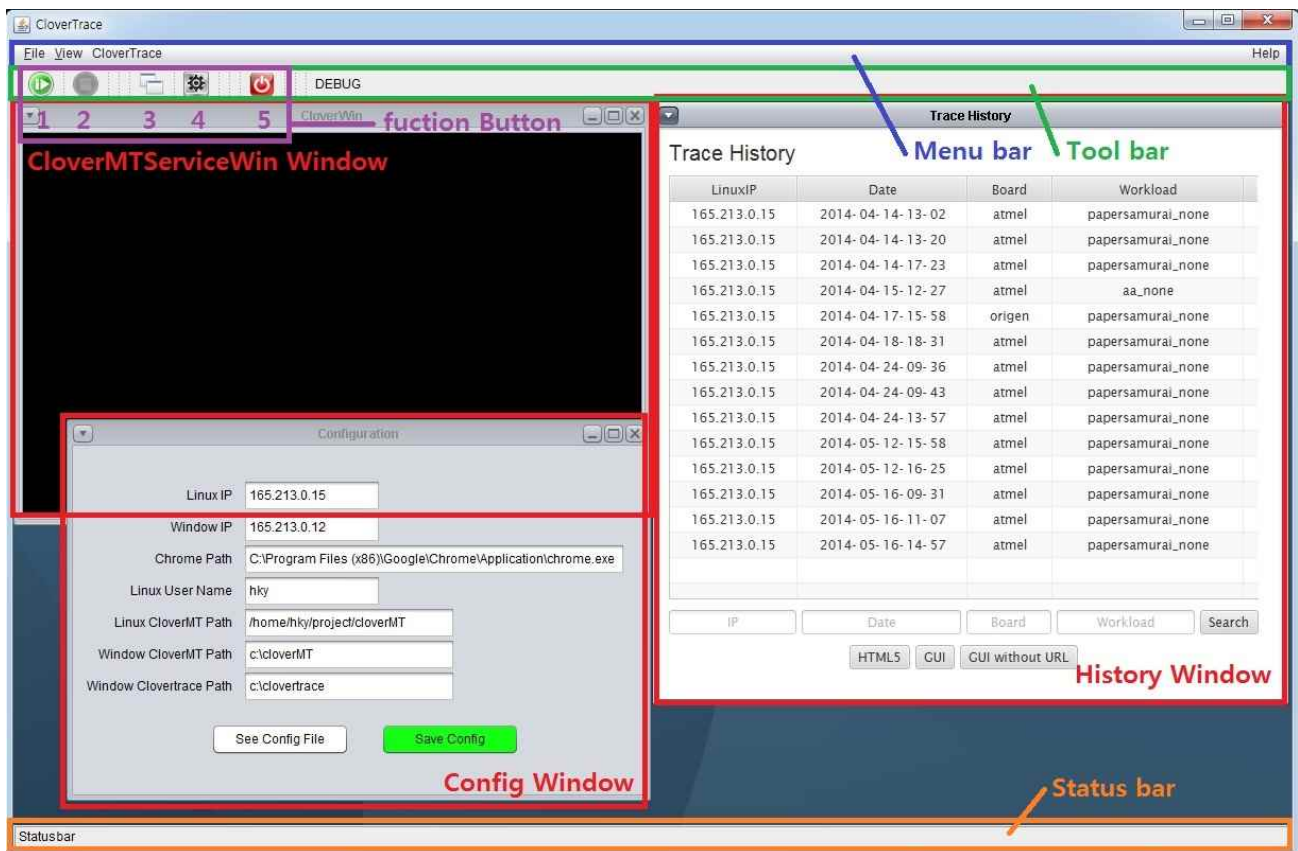 CloverTrace
File View CloverTrace Help
DEBUG
1 2 3 4 5 fuction Button
CloverWin
CloverMTServiceWin Window
Trace History
Menu bar
Tool bar
Trace History
LinuxIP Date Board Workload
165.213.0.15 2014-04-14-13-02 atmel papersamurai_none
165.213.0.15 2014-04-14-13-20 atmel papersamurai_none
165.213.0.15 2014-04-14-17-23 atmel papersamurai_none
165.213.0.15 2014-04-15-12-27 atmel aa_none
165.213.0.15 2014-04-17-15-58 origen papersamurai_none
165.213.0.15 2014-04-18-18-31 atmel papersamurai_none
165.213.0.15 2014-04-24-09-36 atmel papersamurai_none
165.213.0.15 2014-04-24-09-43 atmel papersamurai_none
165.213.0.15 2014-04-24-13-57 atmel papersamurai_none
165.213.0.15 2014-05-12-15-58 atmel papersamurai_none
165.213.0.15 2014-05-12-16-25 atmel papersamurai_none
165.213.0.15 2014-05-16-09-31 atmel papersamurai_none
165.213.0.15 2014-05-16-11-07 atmel papersamurai_none
165.213.0.15 2014-05-16-14-57 atmel papersamurai_none
IP Date Board Workload Search
HTML5 GUI GUI without URL
History Window
Configuration
Linux IP 165.213.0.15
Window IP 165.213.0.12
Chrome Path C:\Program Files (x86)\Google\Chrome\Application\chrome.exe
Linux User Name hky
Linux CloverMT Path /home/hky/project/cloverMT
Window CloverMT Path c:\cloverMT
Window Clovertrace Path c:\clovertrace
See Config File Save Config
Config Window
Status bar
Statusbar